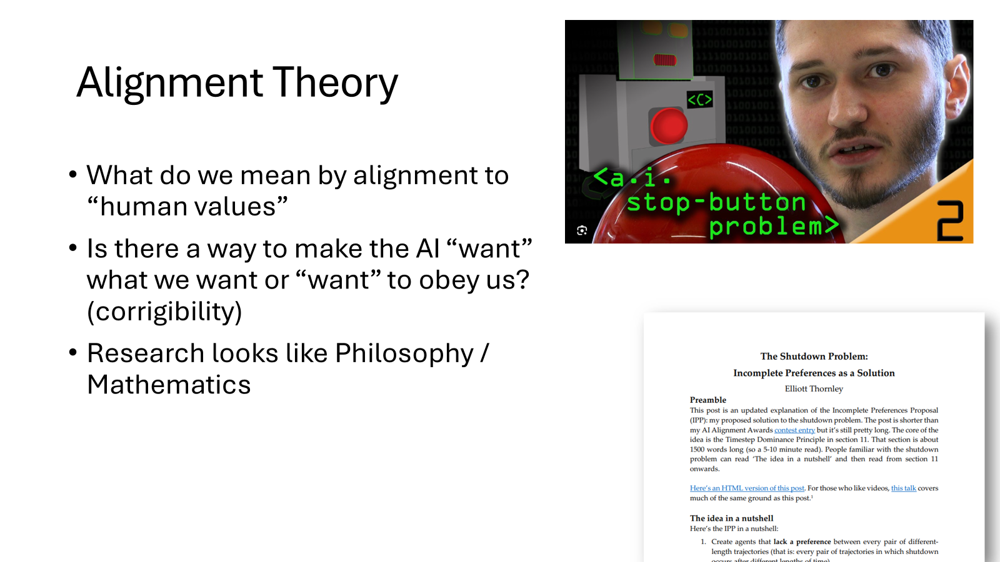 Alignment Theory
• What do we mean by alignment to
“human values”
• Is there a way to make the AI “want”
what we want or “want” to obey us?
(corrigibility)
• Research looks like Philosophy /
Mathematics
<C>
<a.i.
stop-button
problem>
2
The Shutdown Problem:
Incomplete Preferences as a Solution
Elliott Thornley
Preamble
This post is an updated explanation of the Incomplete Preferences Proposal
(IPP): my proposed solution to the shutdown problem. The post is shorter than
my AI Alignment Awards contest entry but it’s still pretty long. The core of the
idea is the Timestep Dominance Principle in section 11. That section is about
1500 words long (so a 5-10 minute read). People familiar with the shutdown
problem can read ‘The idea in a nutshell’ and then read from section 11
onwards.
Here’s an HTML version of this post. For those who like videos, this talk covers
much of the same ground as this post.¹
The idea in a nutshell
Here’s the IPP in a nutshell:
1. Create agents that lack a preference between every pair of different-
length trajectories (that is: every pair of trajectories in which shutdown
occurs after different lengths of time)